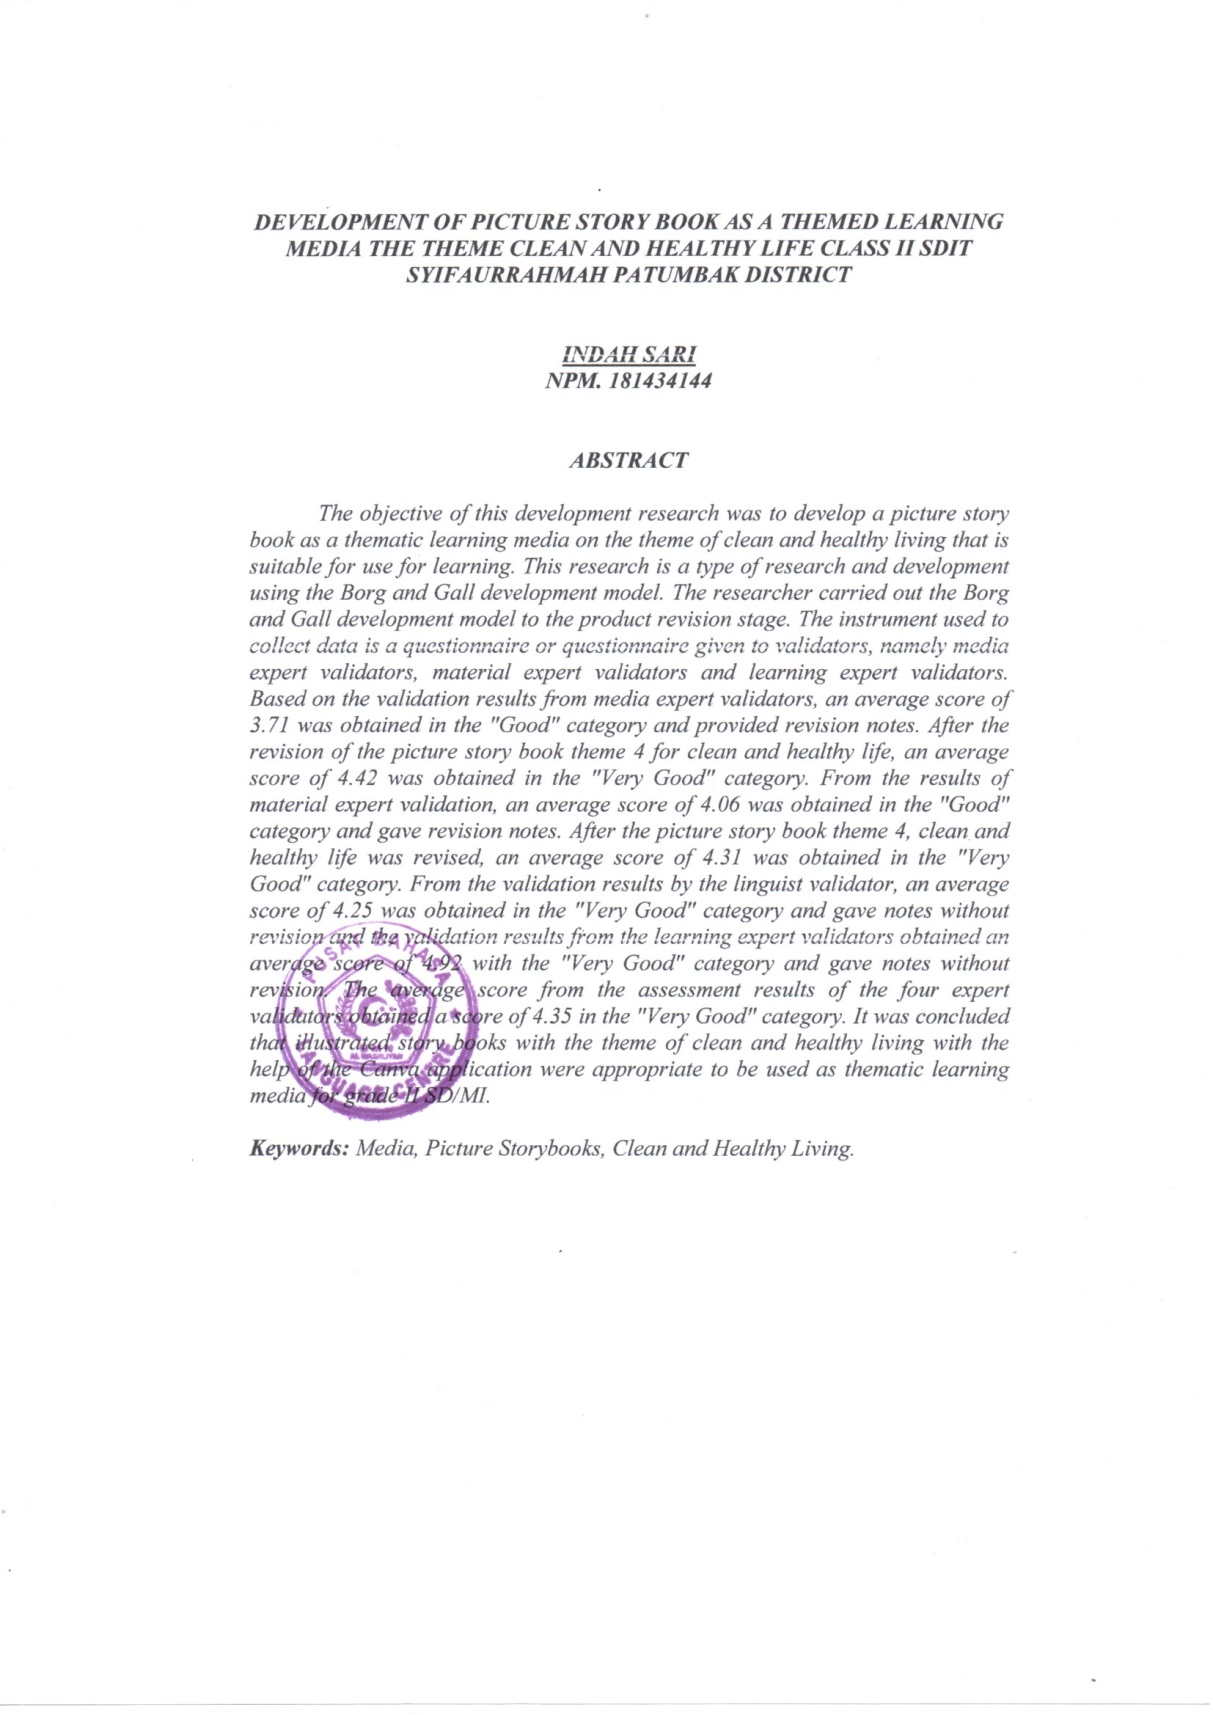 DEVELOPMENT OF PICTURE STORY BOOK AS A THEMED LEARNING
MEDIA THE THEME CLEAN AND HEALTHY LIFE CLASS II SDIT
SYIFAURRAHMAH PATUMBAK DISTRICT
INDAH SARI
NPM. 181434144
ABSTRACT
The objective of this development research was to develop a picture story
book as a thematic learning media on the theme of clean and healthy living that is
suitable for use for learning. This research is a type of research and development
using the Borg and Gall development model. The researcher carried out the Borg
and Gall development model to the product revision stage. The instrument used to
collect data is a questionnaire or questionnaire given to validators, namely media
expert validators, material expert validators and learning expert validators.
Based on the validation results from media expert validators, an average score of
3.71 was obtained in the "Good" category and provided revision notes. After the
revision of the picture story book theme 4 for clean and healthy life, an average
score of 4.42 was obtained in the "Very Good" category. From the results of
material expert validation, an average score of 4.06 was obtained in the "Good"
category and gave revision notes. After the picture story book theme 4, clean and
healthy life was revised, an average score of 4.31 was obtained in the "Very
Good" category. From the validation results by the linguist validator, an average
score of 4.25 was obtained in the "Very Good" category and gave notes without
revision and the validation results from the learning expert validators obtained an
average score of 4.92 with the "Very Good" category and gave notes without
revision. The average score from the assessment results of the four expert
validators obtained a score of 4.35 in the "Very Good" category. It was concluded
that illustrated story books with the theme of clean and healthy living with the
help of the Canva application were appropriate to be used as thematic learning
media for grade II SD/MI.
PUSAT BAHASA
LANGUAGE CENTRE
Keywords: Media, Picture Storybooks, Clean and Healthy Living.